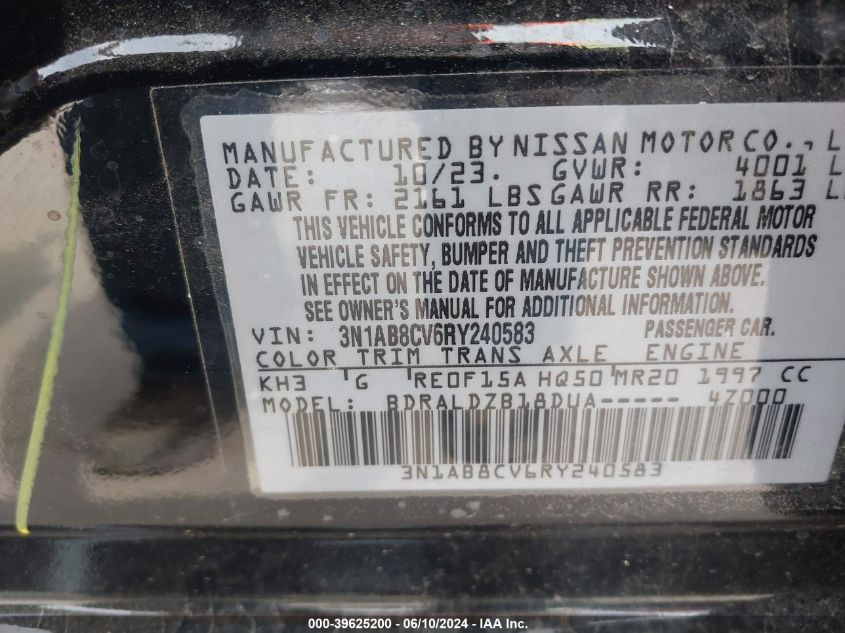 MANUFACTURED BY NISSAN MOTOR CO., L
DATE: 10/23. GVWR: 4001 L
GAWR FR: 2161 LBS GAWR RR: 1863 L
THIS VEHICLE CONFORMS TO ALL APPLICABLE FEDERAL MOTOR
VEHICLE SAFETY, BUMPER AND THEFT PREVENTION STANDARDS
IN EFFECT ON THE DATE OF MANUFACTURE SHOWN ABOVE.
SEE OWNER'S MANUAL FOR ADDITIONAL INFORMATION.
VIN: 3N1AB8CV6RY240583 PASSENGER CAR.
COLOR TRIM TRANS AXLE ENGINE
KH3 G RE0F15A HQ50 MR20 1997 CC
MODEL: BDRALDZB18DUA----- 47000
3N1AB8CV6RY240583
000-39625200 - 06/10/2024 - IAA Inc.